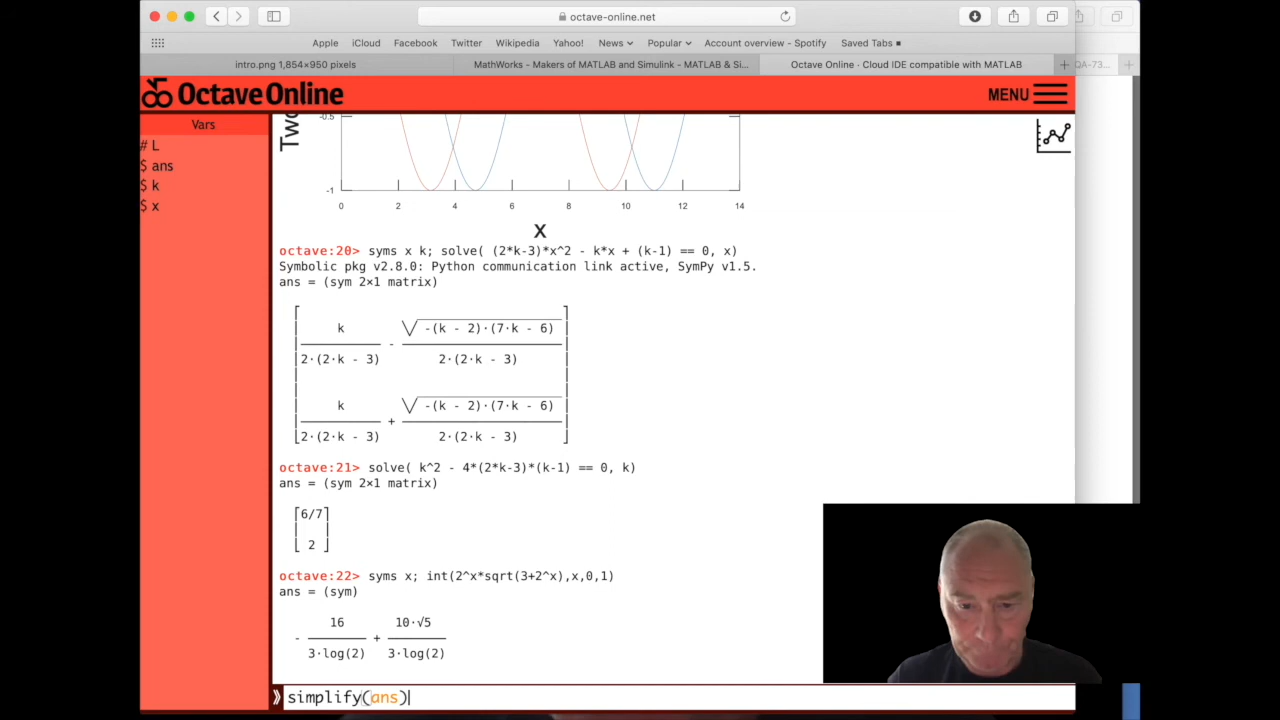 octave-online.net
Apple iCloud Facebook Twitter Wikipedia Yahoo! News Popular Account overview - Spotify Saved Tabs
intro.png 1,854×950 pixels MathWorks - Makers of MATLAB and Simulink - MATLAB & Si... Octave Online · Cloud IDE compatible with MATLAB + QA-73... +
Octave Online MENU
Vars
# L
$ ans
$ k
$ x
Two
-0.5
-1
0 2 4 6 8 10 12 14
X
octave:20> syms x k; solve( (2*k-3)*x^2 - k*x + (k-1) == 0, x)
Symbolic pkg v2.8.0: Python communication link active, SymPy v1.5.
ans = (sym 2×1 matrix)
k √ -(k - 2)·(7·k - 6)
-
2·(2·k - 3) 2·(2·k - 3)
k √ -(k - 2)·(7·k - 6)
+
2·(2·k - 3) 2·(2·k - 3)
octave:21> solve( k^2 - 4*(2*k-3)*(k-1) == 0, k)
ans = (sym 2×1 matrix)
6/7
2
octave:22> syms x; int(2^x*sqrt(3+2^x),x,0,1)
ans = (sym)
16 10·√5
- +
3·log(2) 3·log(2)
simplify(ans)